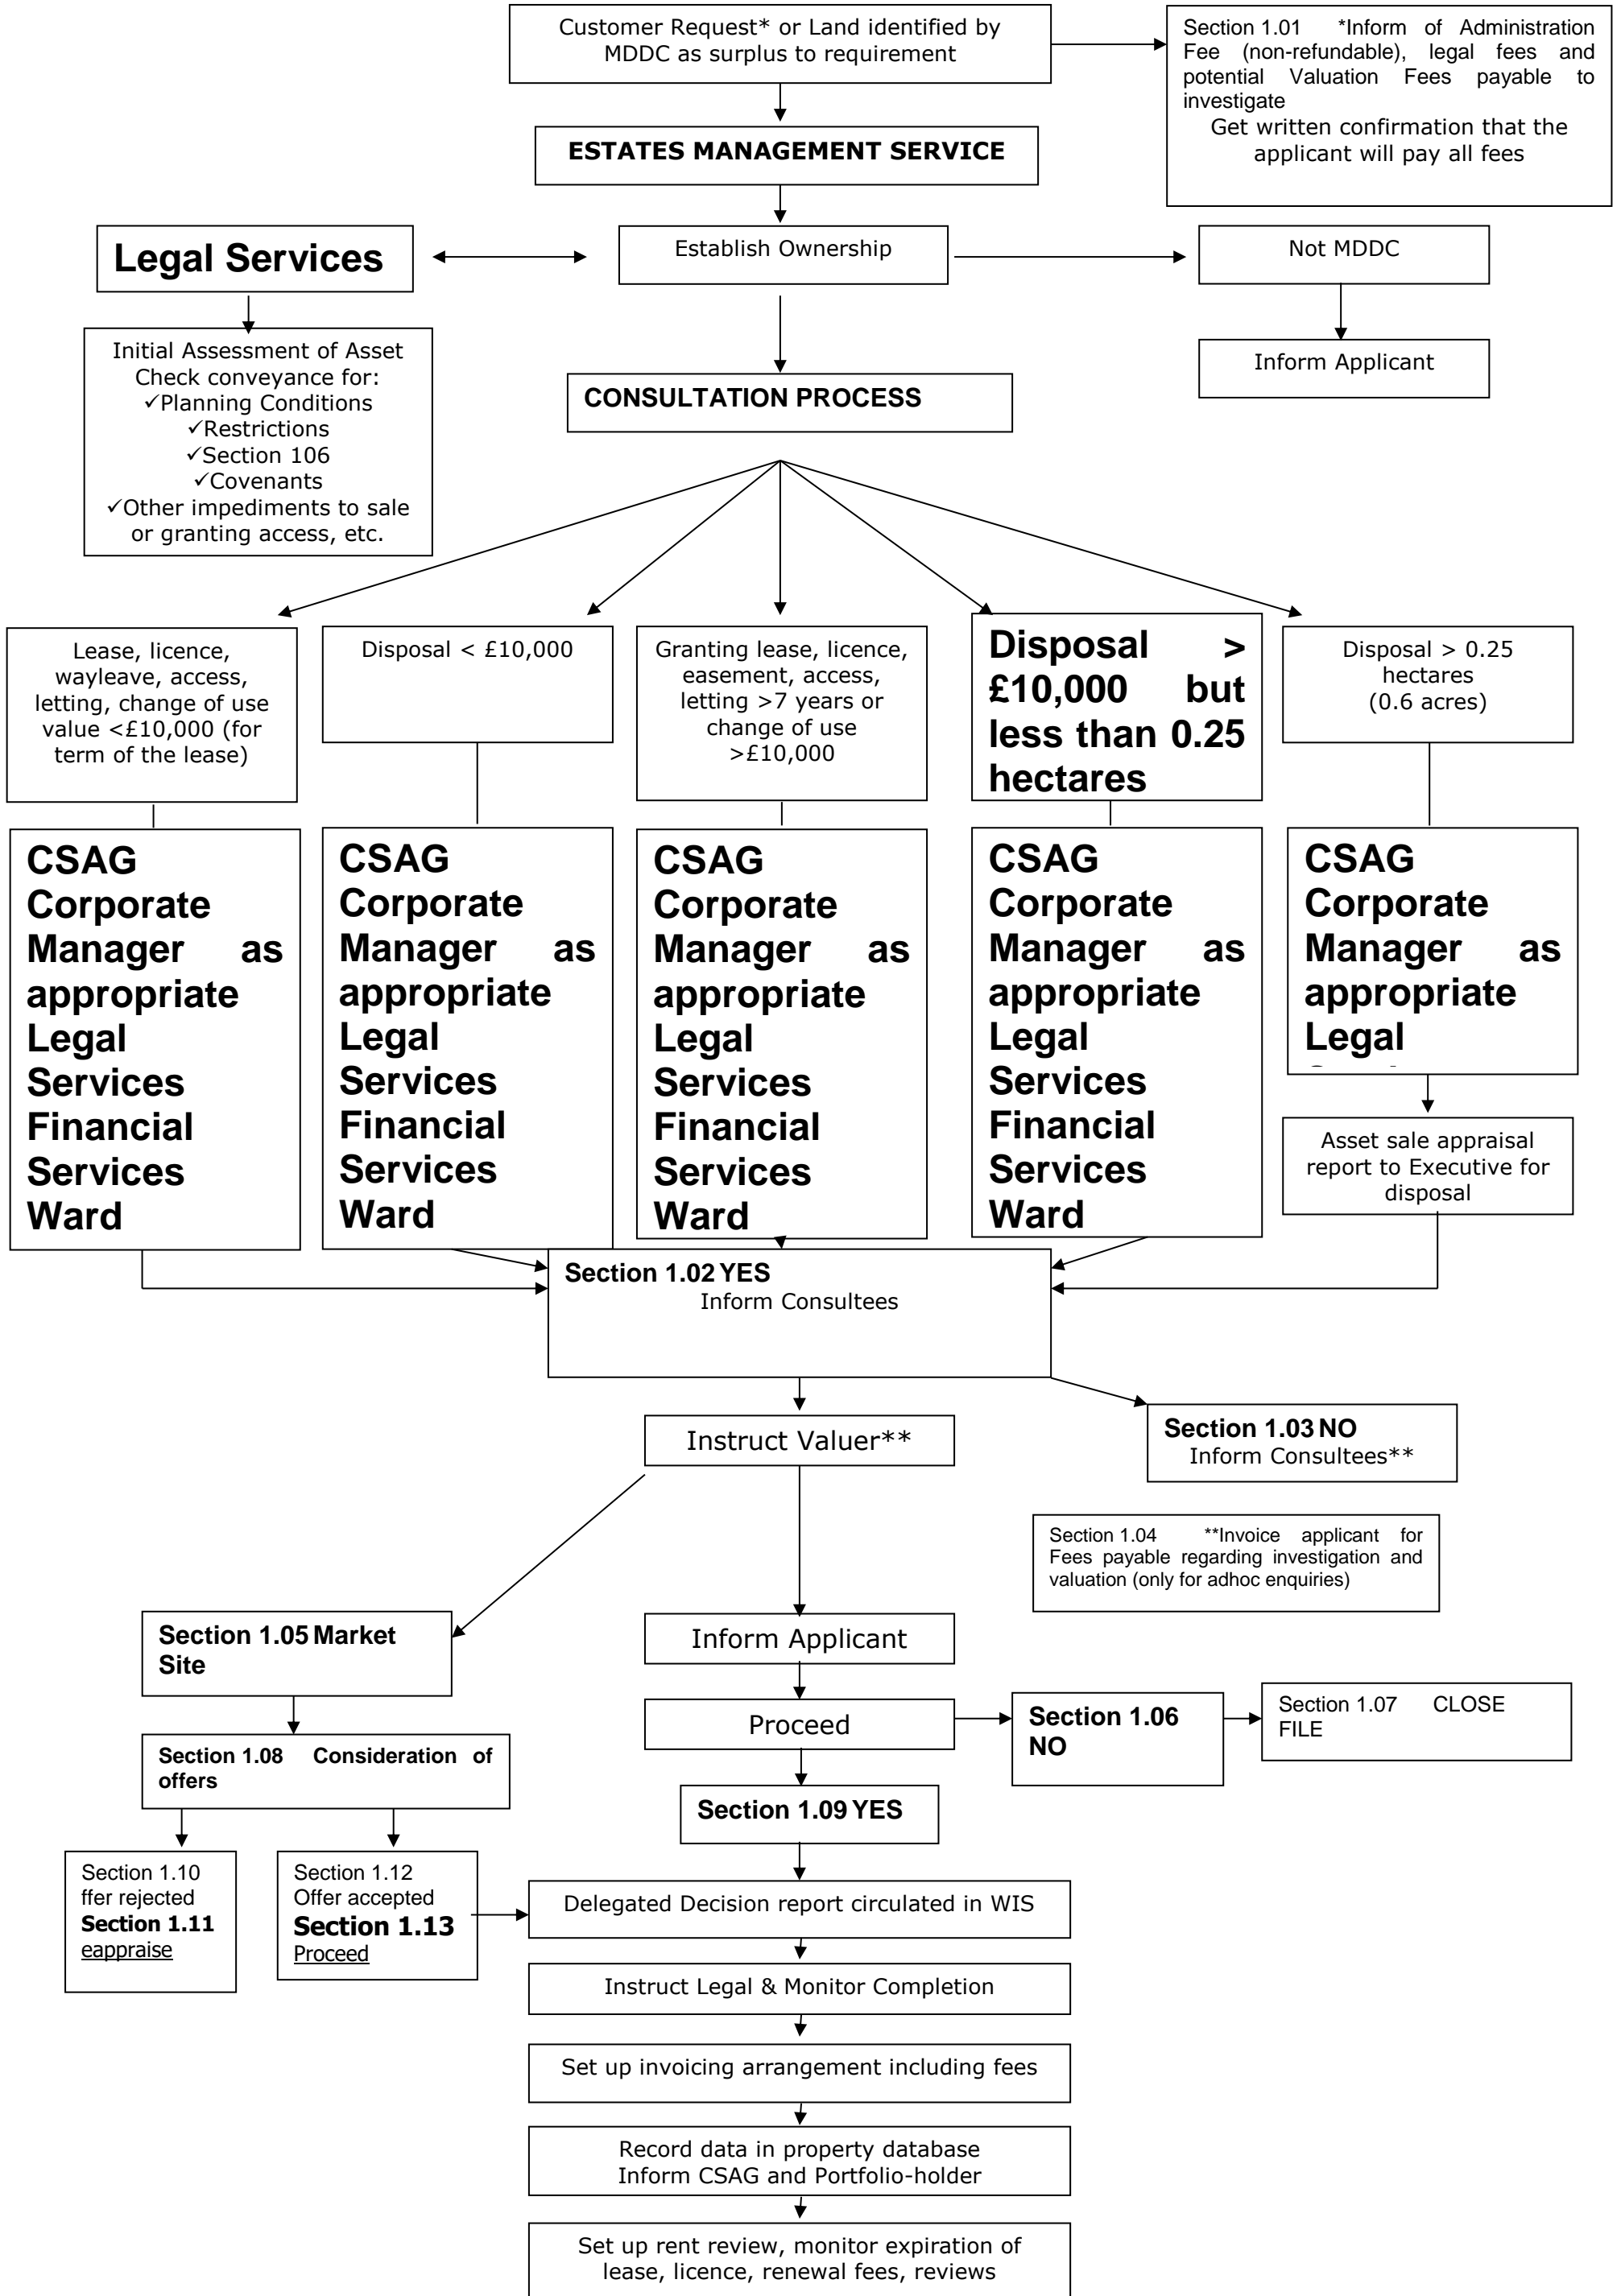 Customer Request* or Land identified by
MDDC as surplus to requirement
Section 1.01 *Inform of Administration
Fee (non-refundable), legal fees and
potential Valuation Fees payable to
investigate
Get written confirmation that the
applicant will pay all fees
ESTATES MANAGEMENT SERVICE
Legal Services
Establish Ownership
Not MDDC
Initial Assessment of Asset
Check conveyance for:
✓Planning Conditions
✓Restrictions
✓Section 106
✓Covenants
✓Other impediments to sale
or granting access, etc.
Inform Applicant
CONSULTATION PROCESS
Lease, licence,
wayleave, access,
letting, change of use
value <£10,000 (for
term of the lease)
Disposal < £10,000
Granting lease, licence,
easement, access,
letting >7 years or
change of use
>£10,000
Disposal >
£10,000 but
less than 0.25
hectares
Disposal > 0.25
hectares
(0.6 acres)
CSAG
Corporate
Manager as
appropriate
Legal
Services
Financial
Services
Ward
CSAG
Corporate
Manager as
appropriate
Legal
Services
Financial
Services
Ward
CSAG
Corporate
Manager as
appropriate
Legal
Services
Financial
Services
Ward
CSAG
Corporate
Manager as
appropriate
Legal
Services
Financial
Services
Ward
CSAG
Corporate
Manager as
appropriate
Legal
Asset sale appraisal
report to Executive for
disposal
Section 1.02 YES
Inform Consultees
Instruct Valuer**
Section 1.03 NO
Inform Consultees**
Section 1.04 **Invoice applicant for
Fees payable regarding investigation and
valuation (only for adhoc enquiries)
Section 1.05 Market
Site
Inform Applicant
Proceed
Section 1.06
NO
Section 1.07 CLOSE
FILE
Section 1.08 Consideration of
offers
Section 1.09 YES
Section 1.10
ffer rejected
Section 1.11
eappraise
Section 1.12
Offer accepted
Section 1.13
Proceed
Delegated Decision report circulated in WIS
Instruct Legal & Monitor Completion
Set up invoicing arrangement including fees
Record data in property database
Inform CSAG and Portfolio-holder
Set up rent review, monitor expiration of
lease, licence, renewal fees, reviews